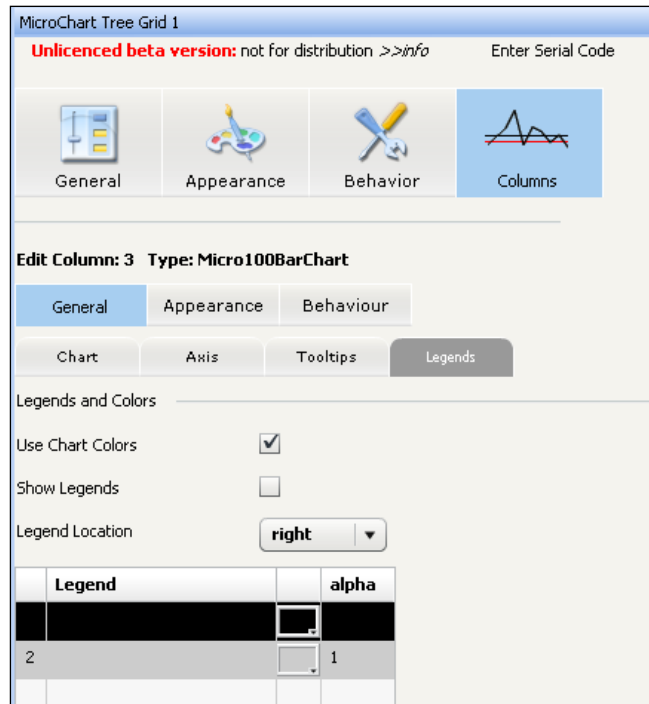 MicroChart Tree Grid 1
Unlicenced beta version: not for distribution >>info Enter Serial Code
General Appearance Behavior Columns
Edit Column: 3 Type: Micro100BarChart
General Appearance Behaviour
Chart Axis Tooltips Legends
Legends and Colors
Use Chart Colors
Show Legends
Legend Location right
Legend alpha
2 1